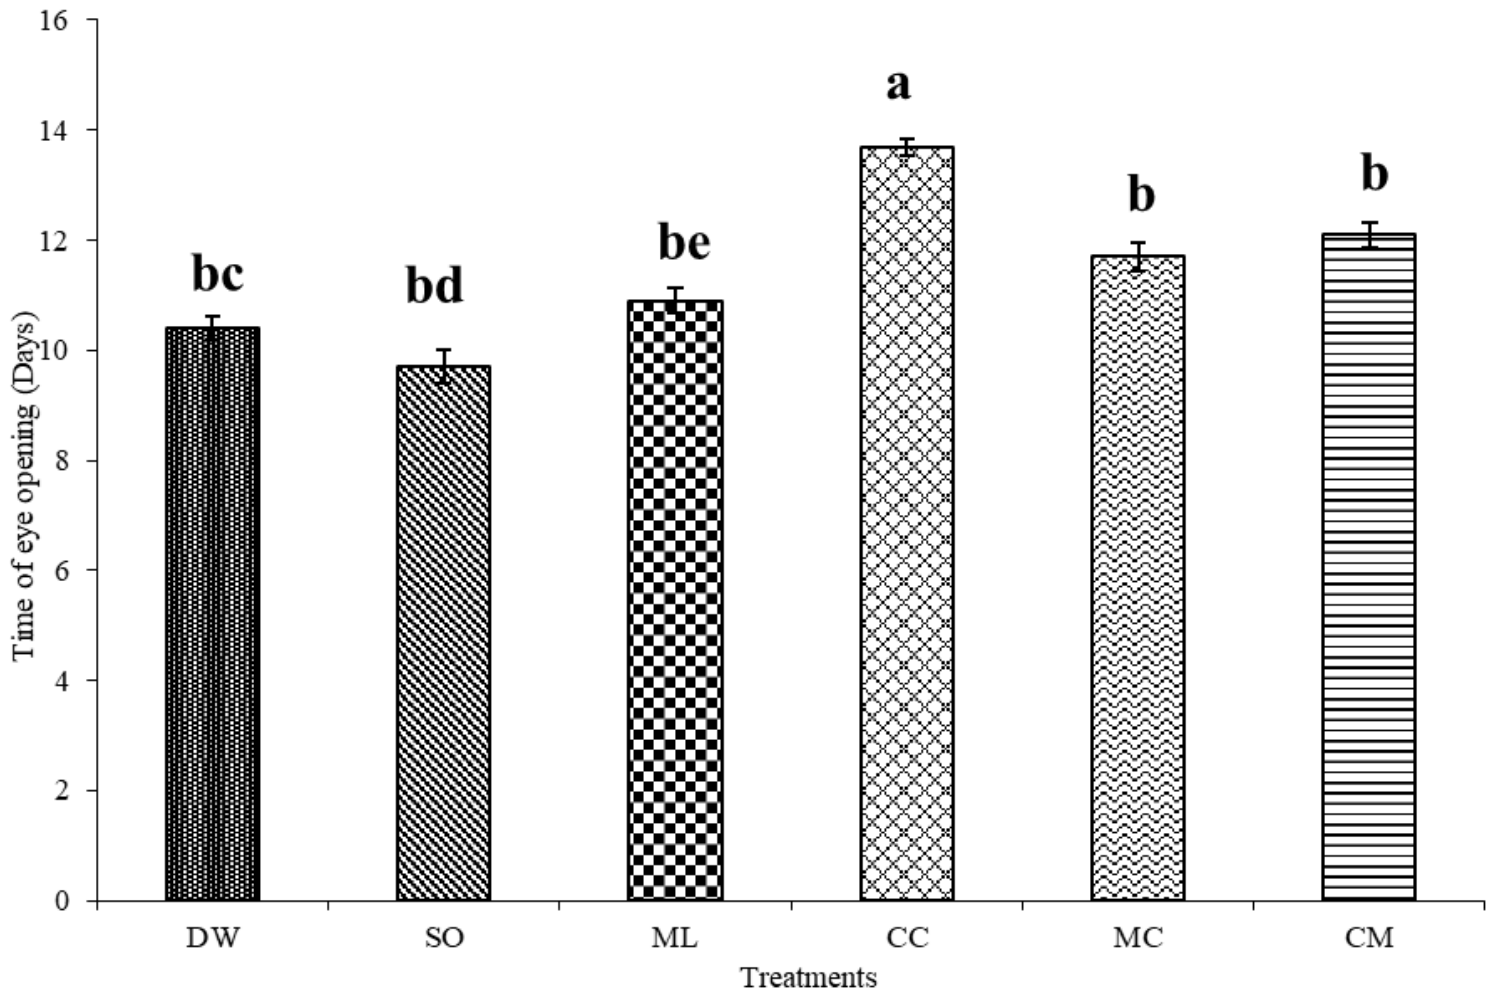 16
14
12
10
8
6
4
2
0
Time of eye opening (Days)
bc
bd
be
a
b
b
DW SO ML CC MC CM
Treatments